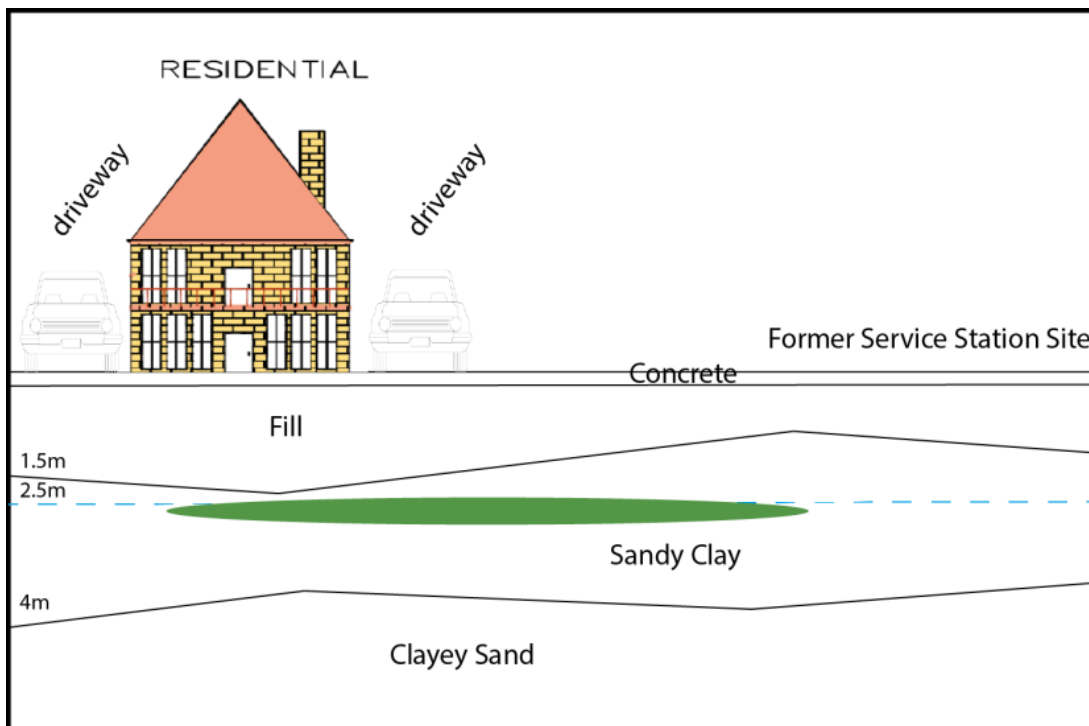 RESIDENTIAL
driveway
driveway
Former Service Station Site
Concrete
Fill
1.5m
2.5m
Sandy Clay
4m
Clayey Sand